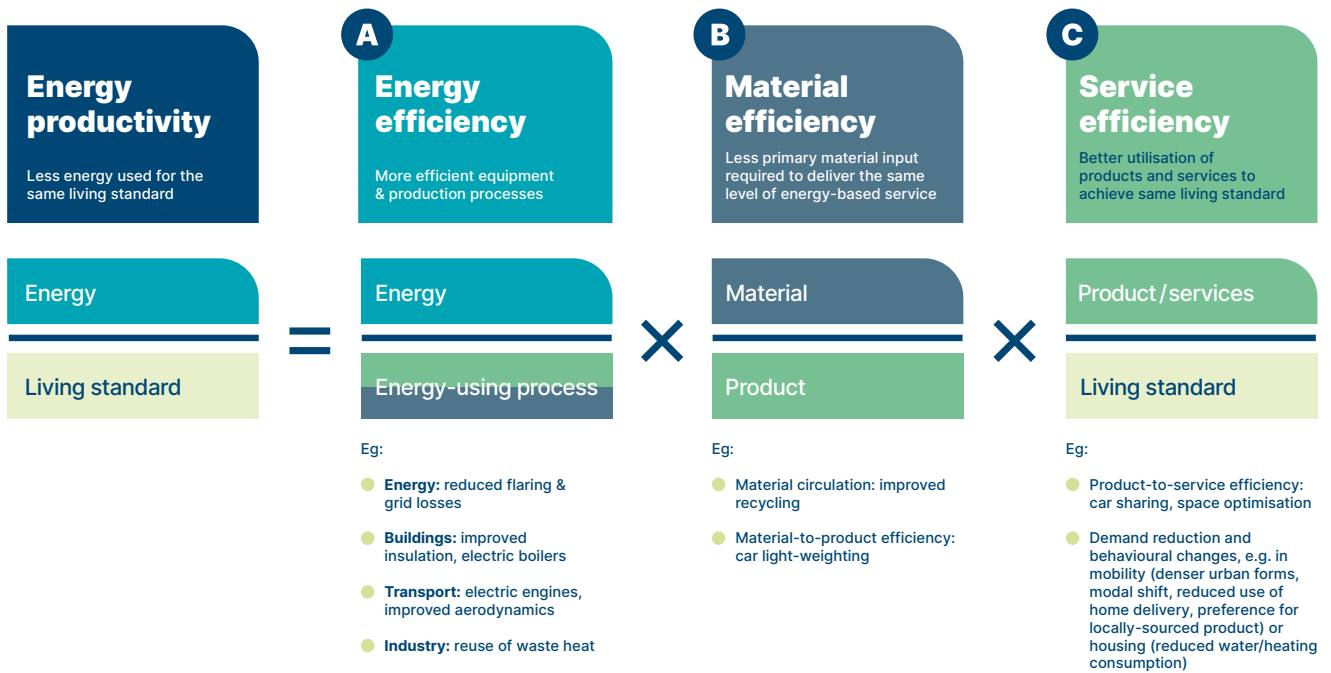 Energy
productivity
Less energy used for the
same living standard
A
Energy
efficiency
More efficient equipment
& production processes
B
Material
efficiency
Less primary material input
required to deliver the same
level of energy-based service
C
Service
efficiency
Better utilisation of
products and services to
achieve same living standard
Energy
Living standard
=
Energy
Energy-using process
×
Material
Product
×
Product/services
Living standard
Eg:
Energy: reduced flaring &
grid losses
Buildings: improved
insulation, electric boilers
Transport: electric engines,
improved aerodynamics
Industry: reuse of waste heat
Eg:
Material circulation: improved
recycling
Material-to-product efficiency:
car light-weighting
Eg:
Product-to-service efficiency:
car sharing, space optimisation
Demand reduction and
behavioural changes, e.g. in
mobility (denser urban forms,
modal shift, reduced use of
home delivery, preference for
locally-sourced product) or
housing (reduced water/heating
consumption)